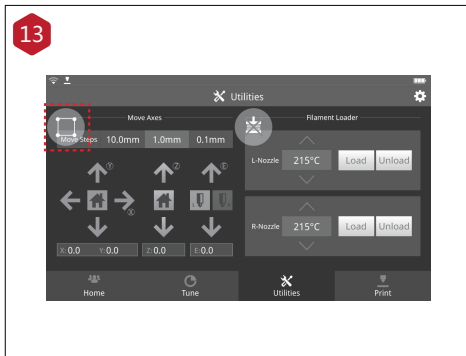 13
Utilities
Move Axes
Filament Loader
Move Steps 10.0mm 1.0mm 0.1mm
L-Nozzle 215°C Load Unload
Y Z E
X
R-Nozzle 215°C Load Unload
X: 0.0 Y: 0.0 Z: 0.0 E: 0.0
Home Tune Utilities Print